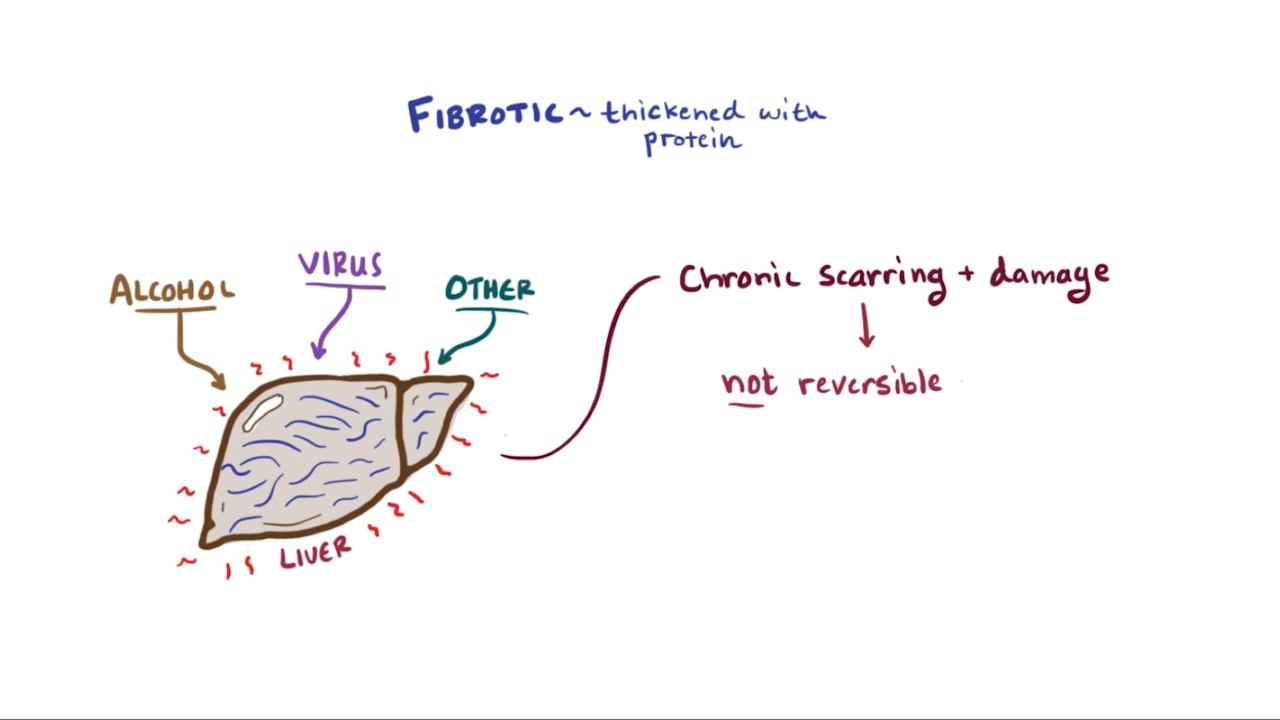 FIBROTIC ~ thickened with
protein
ALCOHOL
VIRUS
OTHER
Chronic scarring + damage
not reversible
LIVER